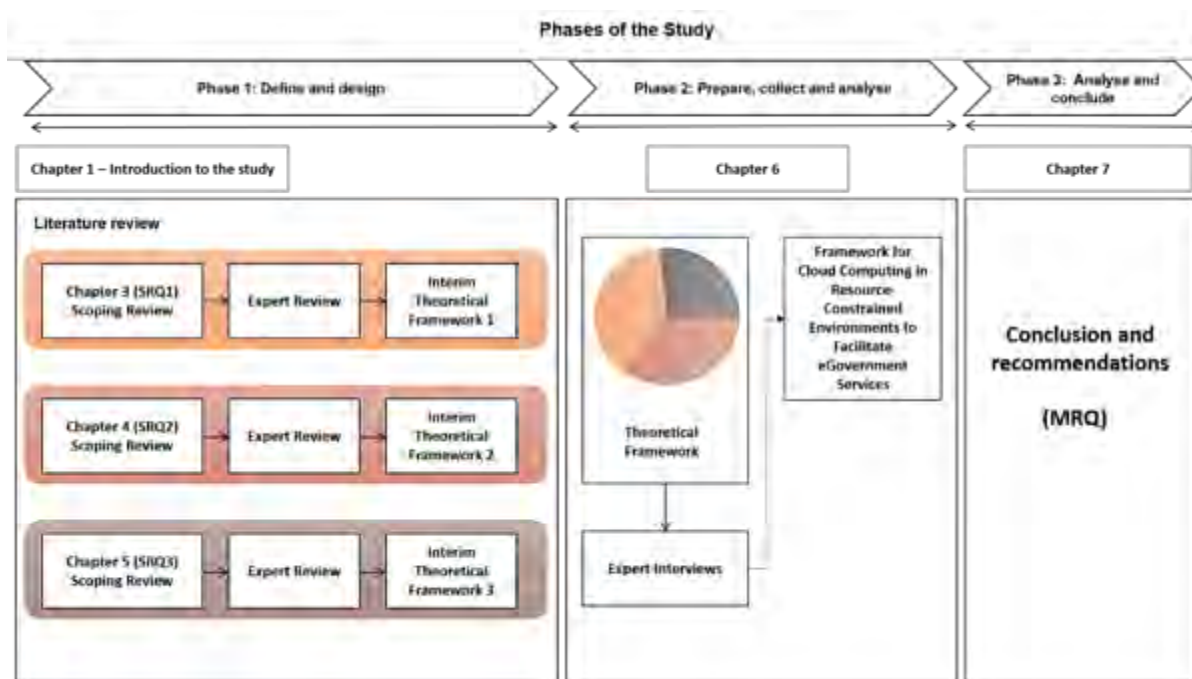 Phases of the Study
Phase 1: Define and design
Phase 2: Prepare, collect and analyse
Phase 3: Analyse and
conclude
Chapter 1 – Introduction to the study
Chapter 6
Chapter 7
Literature review
Chapter 3 (SRQ1)
Scoping Review
Expert Review
Interim
Theoretical
Framework 1
Chapter 4 (SRQ2)
Scoping Review
Expert Review
Interim
Theoretical
Framework 2
Chapter 5 (SRQ3)
Scoping Review
Expert Review
Interim
Theoretical
Framework 3
Theoretical
Framework
Expert Interviews
Framework for
Cloud Computing in
Resource
Constrained
Environments to
Facilitate
eGovernment
Services
Conclusion and
recommendations
(MRQ)